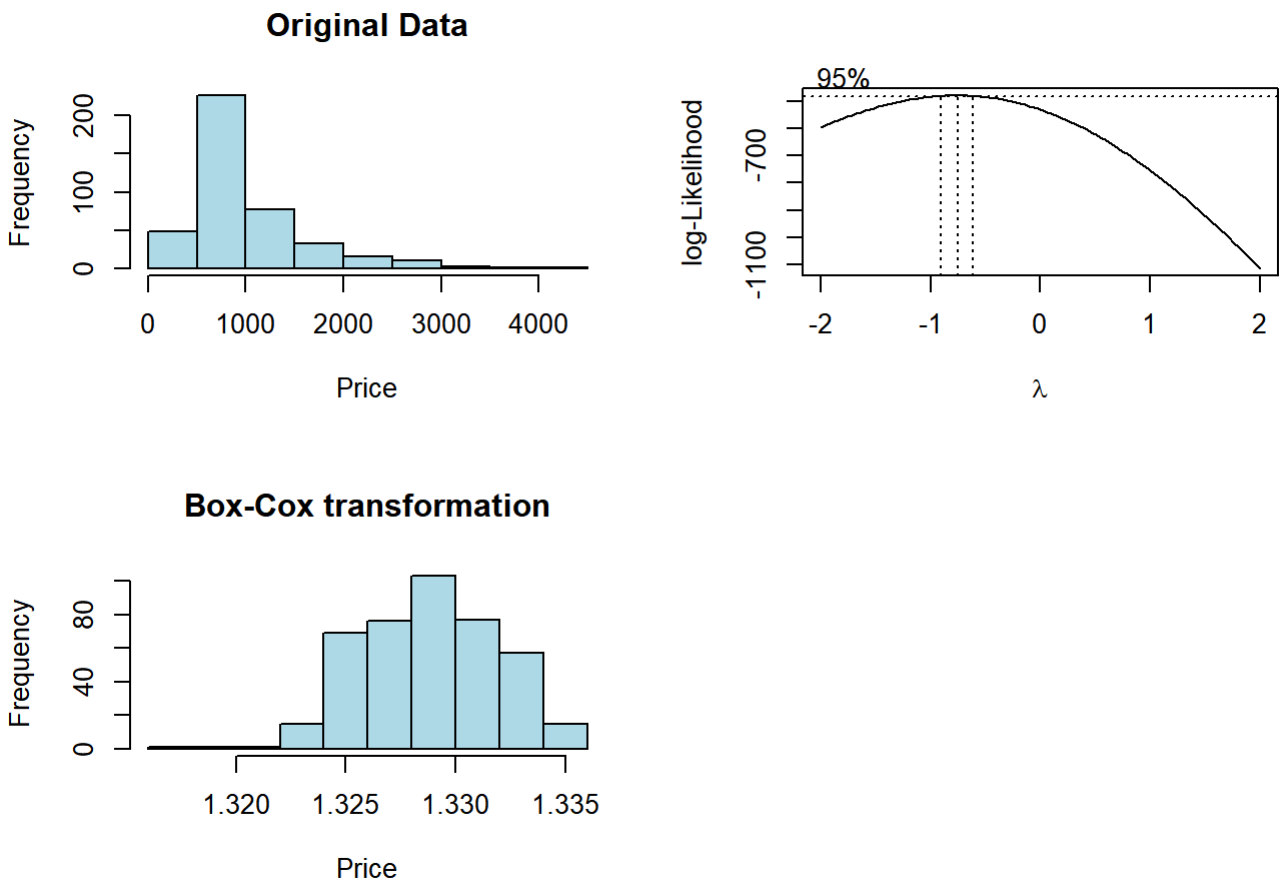 Original Data
Frequency
0
100
200
0 1000 2000 3000 4000
Price
95%
log-Likelihood
-1100
-700
-2 -1 0 1 2
λ
Box-Cox transformation
Frequency
0
40
80
1.320 1.325 1.330 1.335
Price